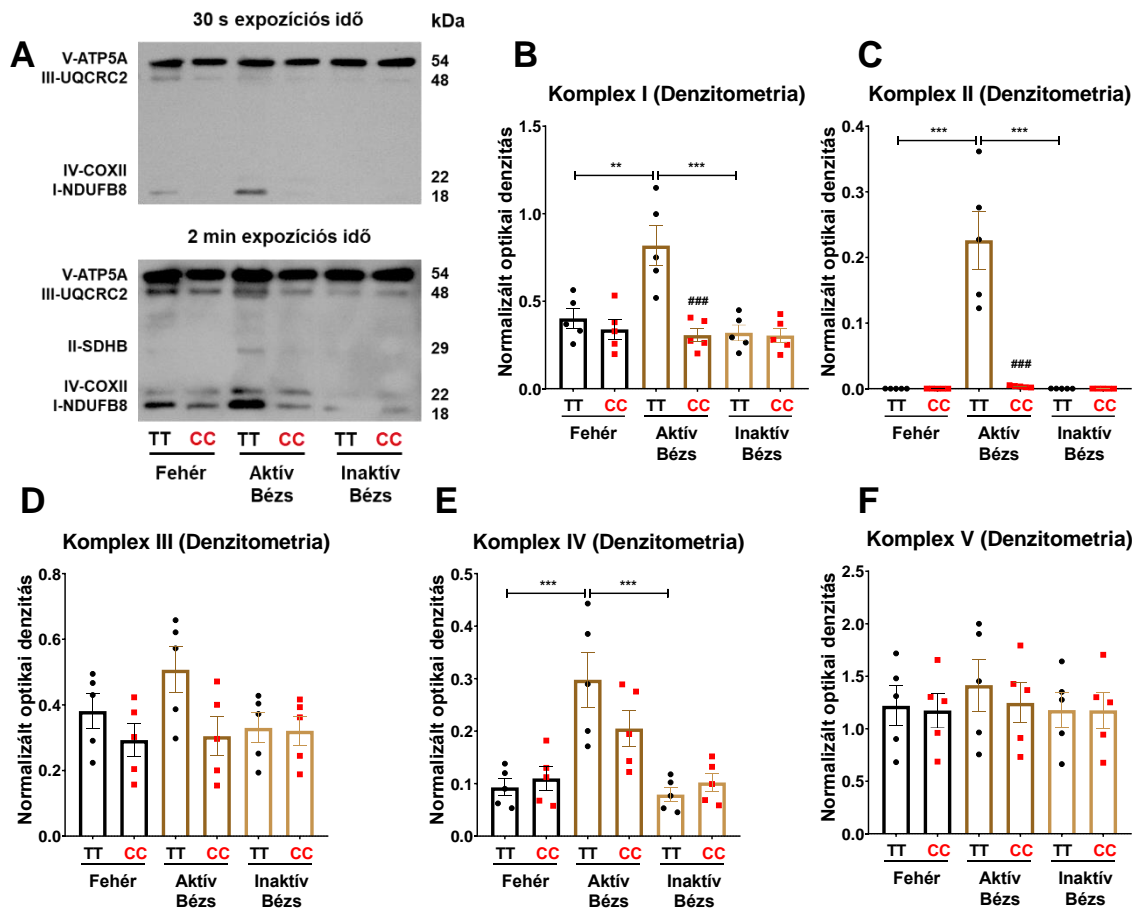 A
30 s expozíciós idő
kDa
V-ATP5A
54
III-UQCRC2
48
IV-COXII
22
I-NDUFB8
18
2 min expozíciós idő
V-ATP5A
54
III-UQCRC2
48
II-SDHB
29
IV-COXII
22
I-NDUFB8
18
TT CC TT CC TT CC
Fehér Aktív Bézs Inaktív Bézs
B
Komplex I (Denzitometria)
Normalizált optikai denzitás
1.5
1.0
0.5
0.0
** ***
###
TT CC TT CC TT CC
Fehér Aktív Bézs Inaktív Bézs
C
Komplex II (Denzitometria)
Normalizált optikai denzitás
0.4
0.3
0.2
0.1
0.0
*** ***
###
TT CC TT CC TT CC
Fehér Aktív Bézs Inaktív Bézs
D
Komplex III (Denzitometria)
Normalizált optikai denzitás
0.8
0.6
0.4
0.2
0.0
TT CC TT CC TT CC
Fehér Aktív Bézs Inaktív Bézs
E
Komplex IV (Denzitometria)
Normalizált optikai denzitás
0.5
0.4
0.3
0.2
0.1
0.0
*** ***
TT CC TT CC TT CC
Fehér Aktív Bézs Inaktív Bézs
F
Komplex V (Denzitometria)
Normalizált optikai denzitás
2.5
2.0
1.5
1.0
0.5
0.0
TT CC TT CC TT CC
Fehér Aktív Bézs Inaktív Bézs